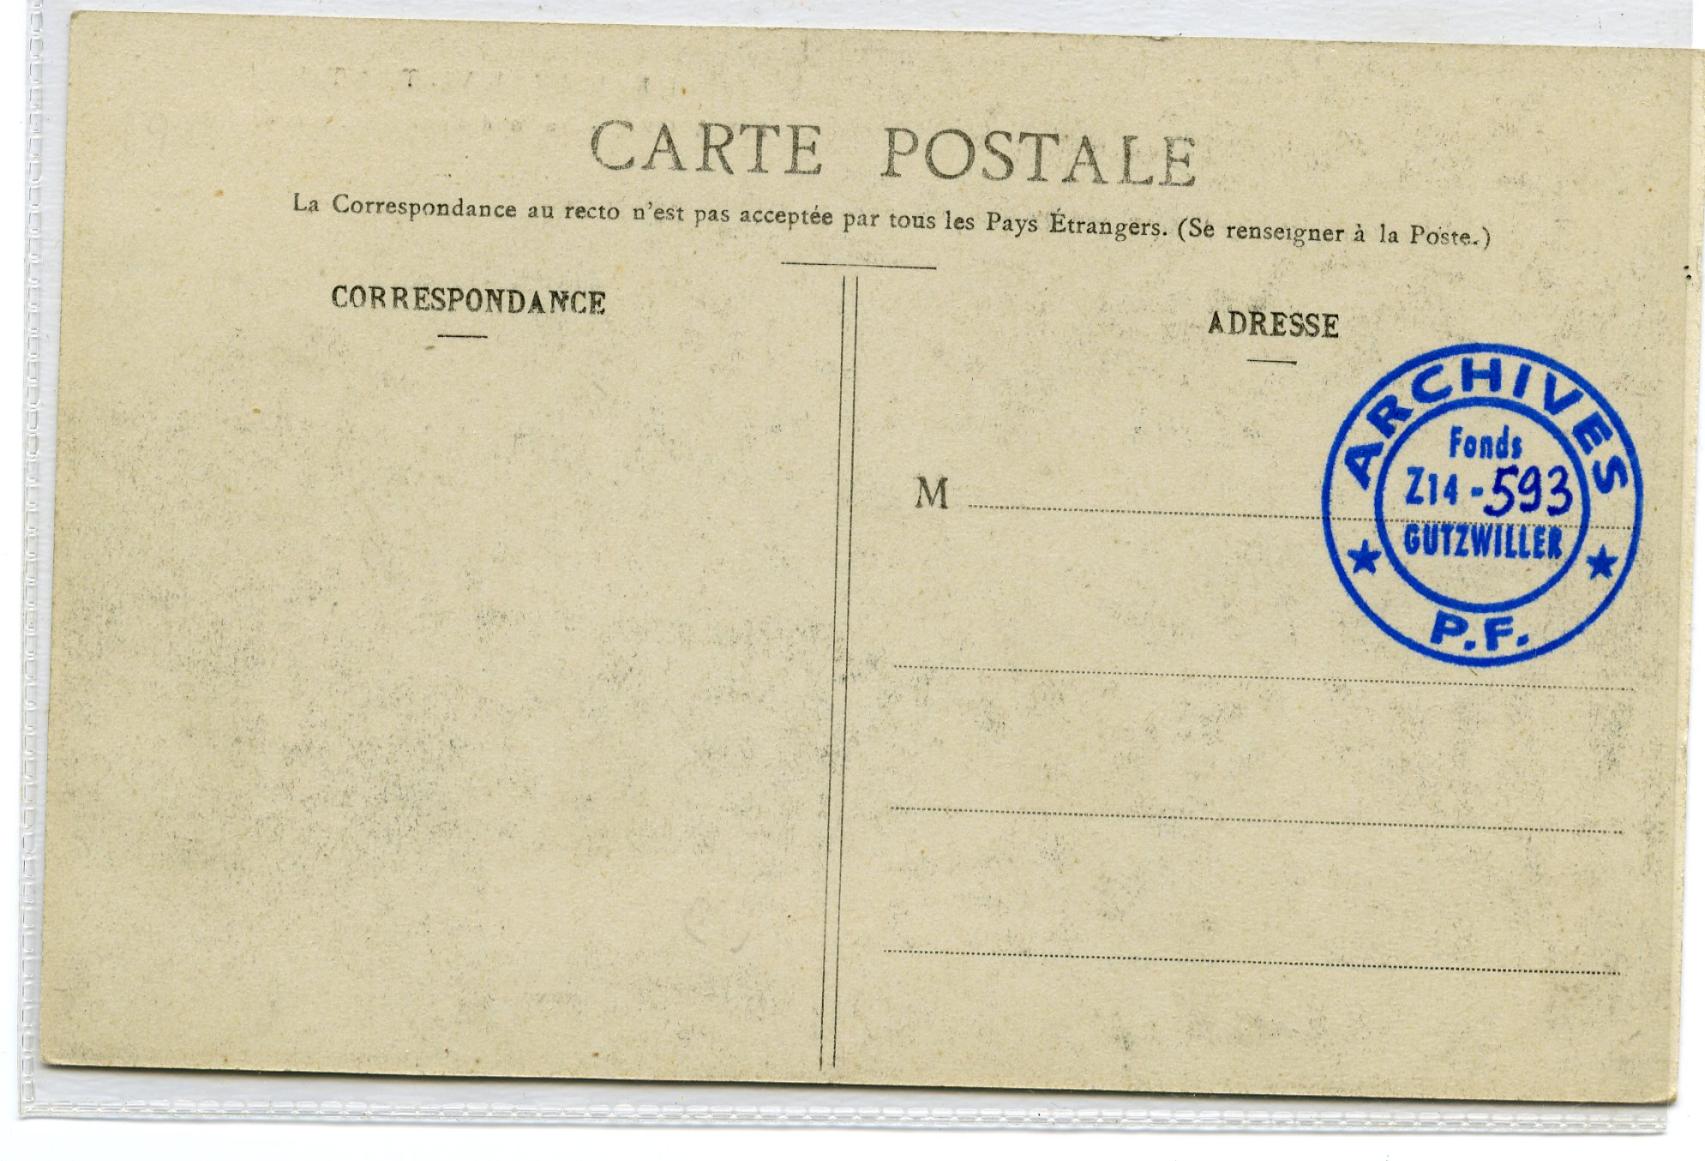 CARTE POSTALE
La Correspondance au recto n'est pas acceptée par tous les Pays Étrangers. (Se renseigner à la Poste.)
CORRESPONDANCE
ADRESSE
M
ARCHIVES
Fonds
Z14 - 593
GUTZWILLER
P.F.